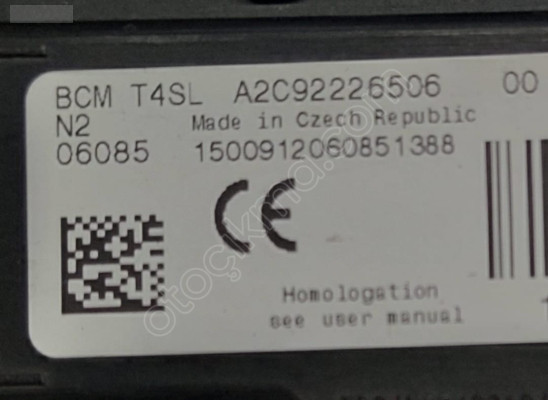 BCM T4SL A2C92226506 00
N2 Made in Czech Republic
06085 1500912060851388
CE
Homologation
see user manual
otoçıkma.com